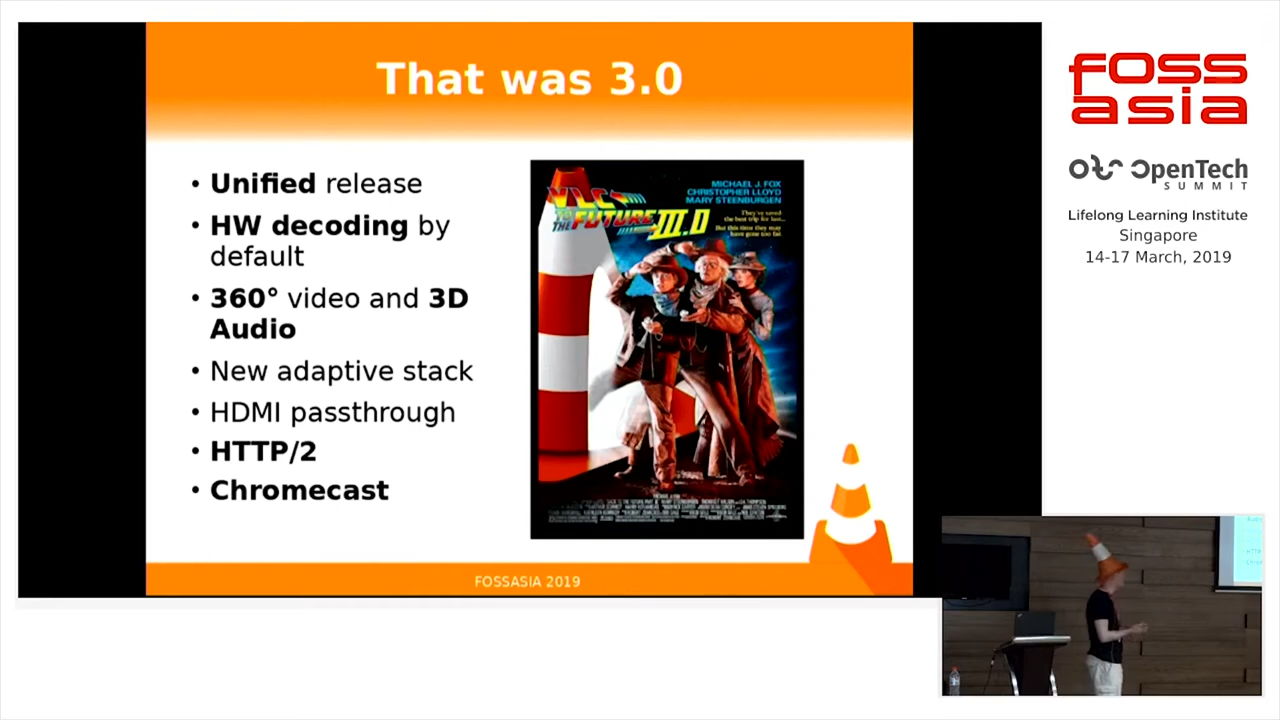 That was 3.0
• Unified release
• HW decoding by
default
• 360° video and 3D
Audio
• New adaptive stack
• HDMI passthrough
• HTTP/2
• Chromecast
MICHAEL J. FOX
CHRISTOPHER LLOYD
MARY STEENBURGEN
They've saved
the best trip for last...
But this time they may
have gone too far.
VLC
TO THE FUTURE III.0
FOSSASIA 2019
FOSS
ASIA
OpenTech
SUMMIT
Lifelong Learning Institute
Singapore
14-17 March, 2019